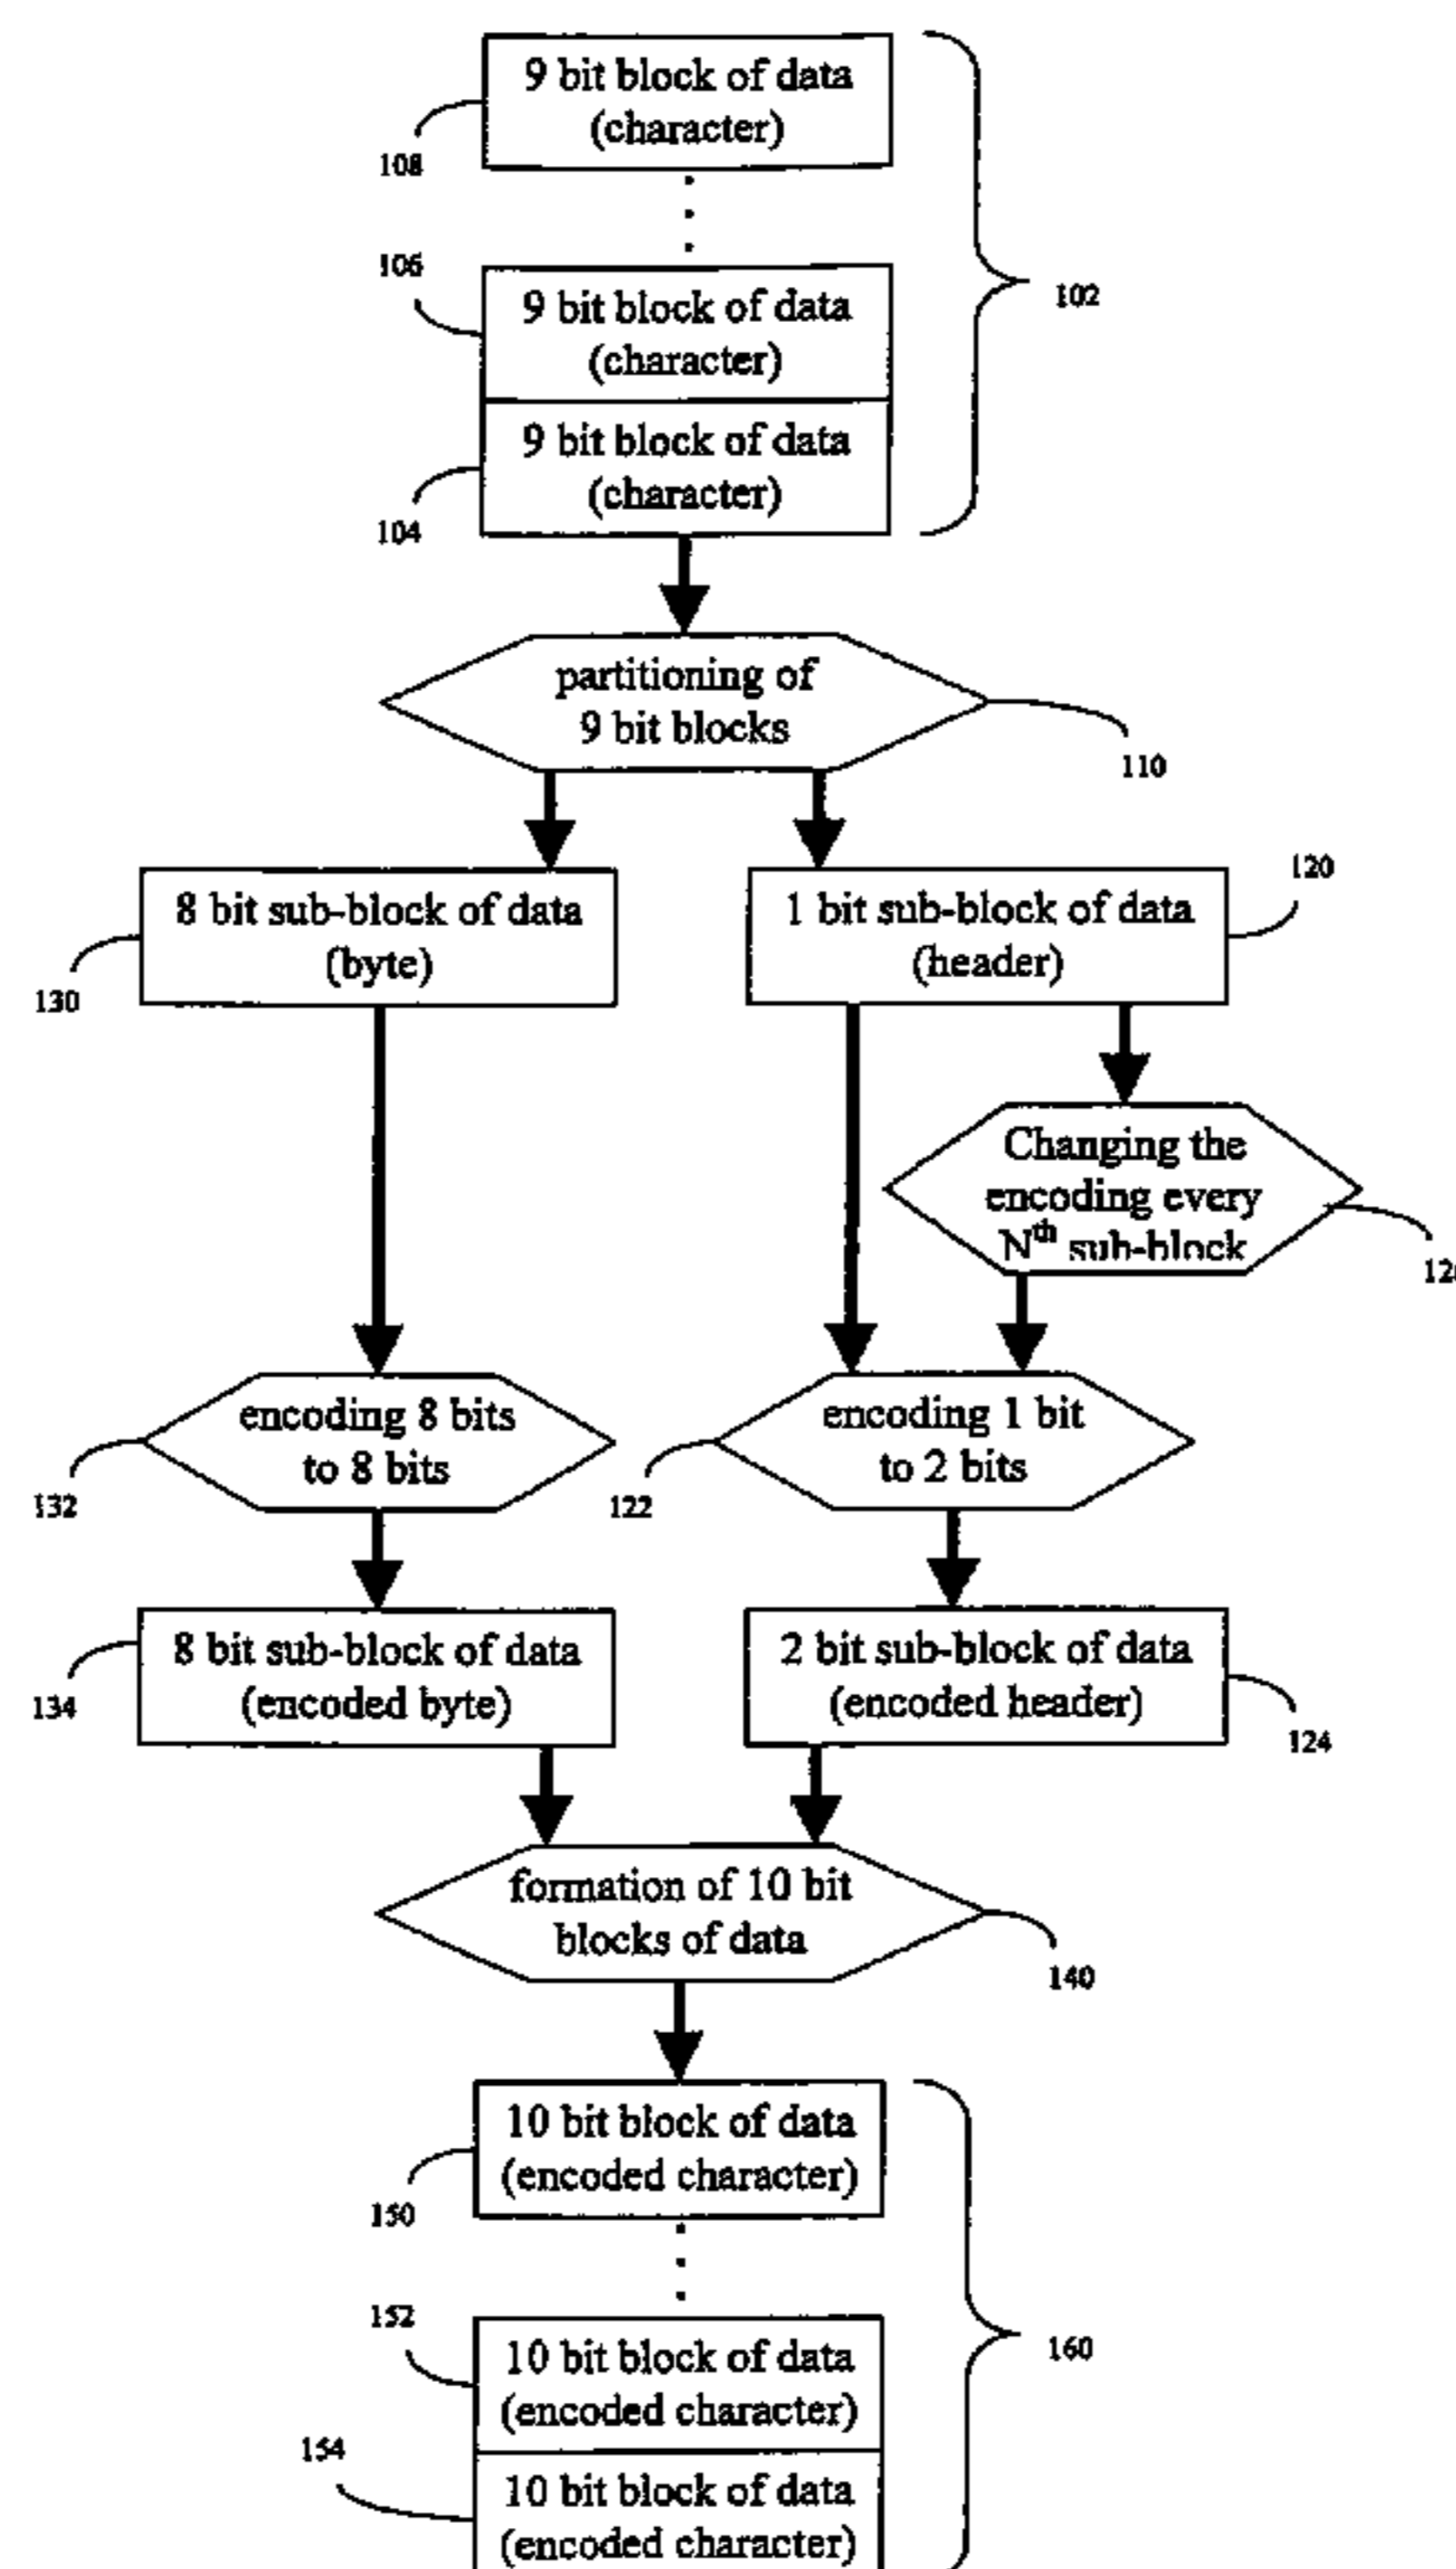 9 bit block of data
(character)
108
106
9 bit block of data
(character)
102
9 bit block of data
(character)
104
partitioning of
9 bit blocks
110
8 bit sub-block of data
(byte)
130
1 bit sub-block of data
(header)
120
Changing the
encoding every
Nth sub-block
encoding 8 bits
to 8 bits
132
encoding 1 bit
to 2 bits
122
8 bit sub-block of data
(encoded byte)
134
2 bit sub-block of data
(encoded header)
124
formation of 10 bit
blocks of data
140
10 bit block of data
(encoded character)
150
152
10 bit block of data
(encoded character)
160
154
10 bit block of data
(encoded character)